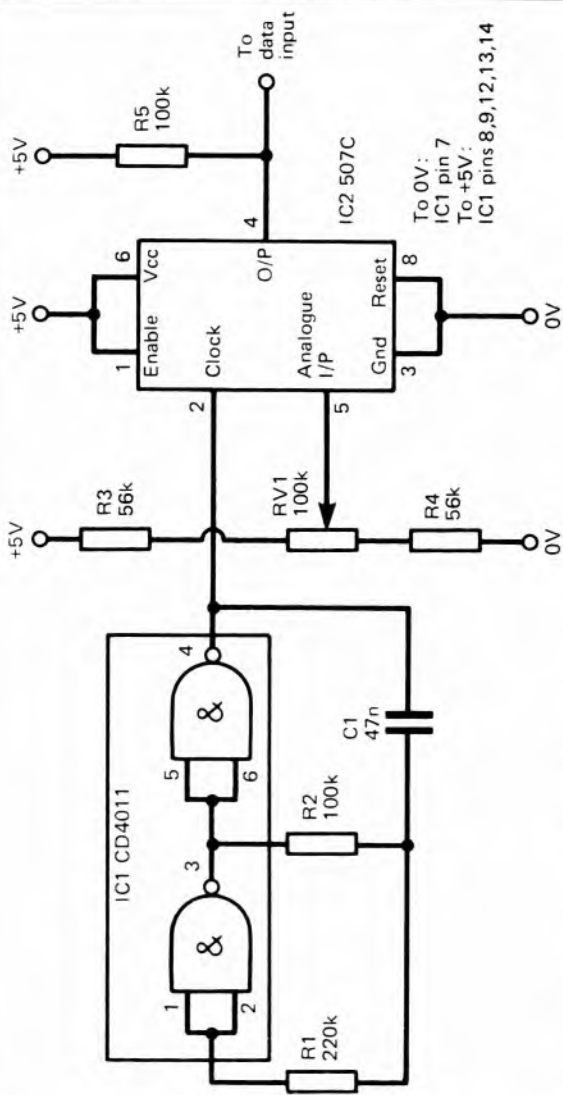 IC1 CD4011
1
2
&
3
5
6
&
4
R1
220k
R2
100k
C1
47n
+5V
R3
56k
RV1
100k
R4
56k
0V
+5V
1
6
Enable
Vcc
2
Clock
O/P
4
Analogue
I/P
5
Gnd
Reset
3
8
0V
IC2 507C
+5V
R5
100k
To
data
input
To 0V:
IC1 pin 7
To +5V:
IC1 pins 8,9,12,13,14